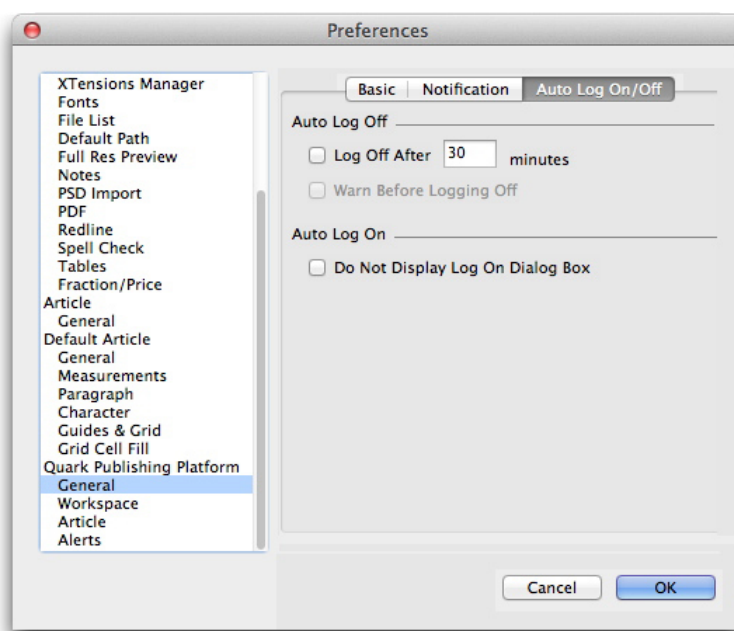 Preferences
XTensions Manager
Fonts
File List
Default Path
Full Res Preview
Notes
PSD Import
PDF
Redline
Spell Check
Tables
Fraction/Price
Article
General
Default Article
General
Measurements
Paragraph
Character
Guides & Grid
Grid Cell Fill
Quark Publishing Platform
General
Workspace
Article
Alerts
Basic Notification Auto Log On/Off
Auto Log Off
Log Off After 30 minutes
Warn Before Logging Off
Auto Log On
Do Not Display Log On Dialog Box
Cancel OK